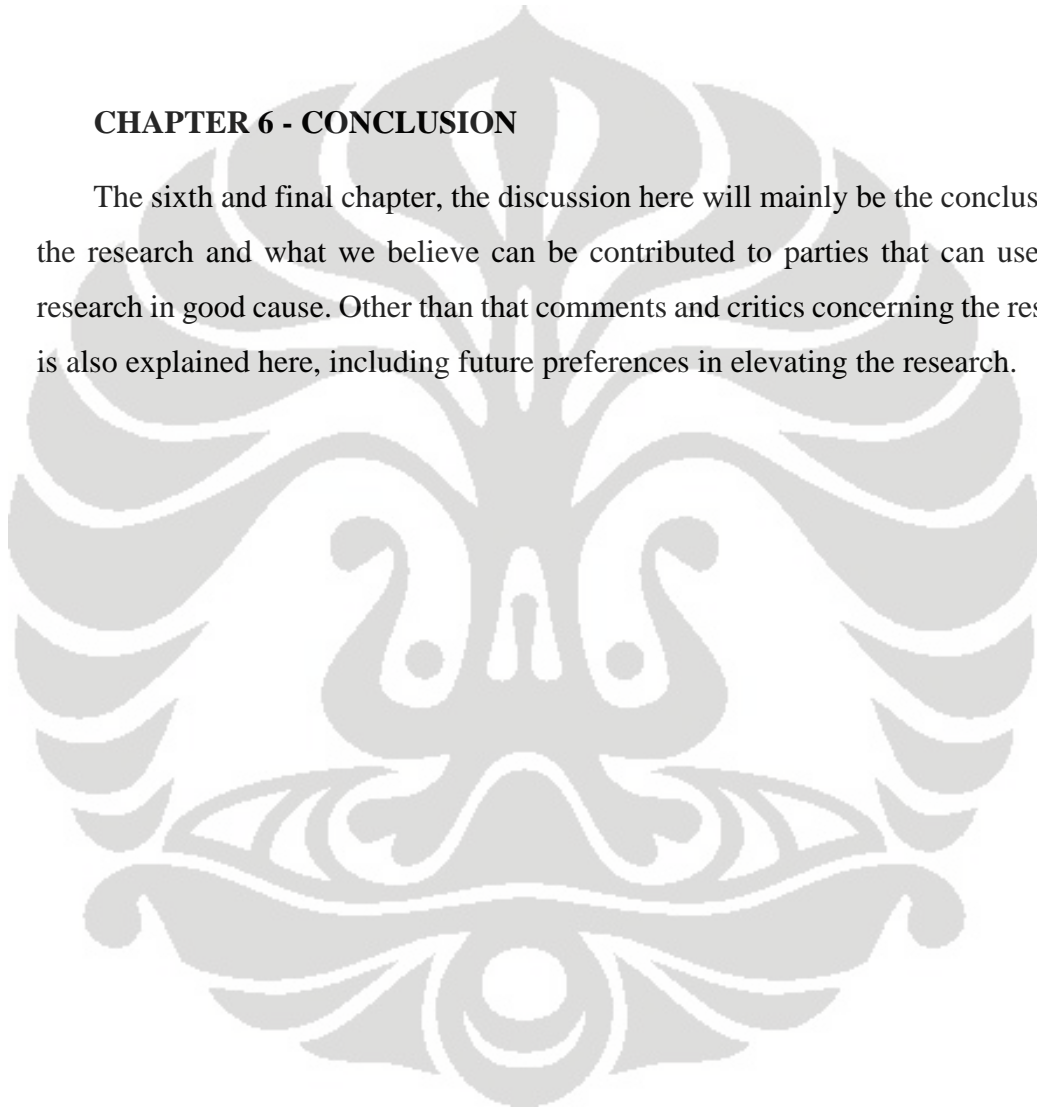 CHAPTER 6 - CONCLUSION
The sixth and final chapter, the discussion here will mainly be the conclus
the research and what we believe can be contributed to parties that can use
research in good cause. Other than that comments and critics concerning the res
is also explained here, including future preferences in elevating the research.